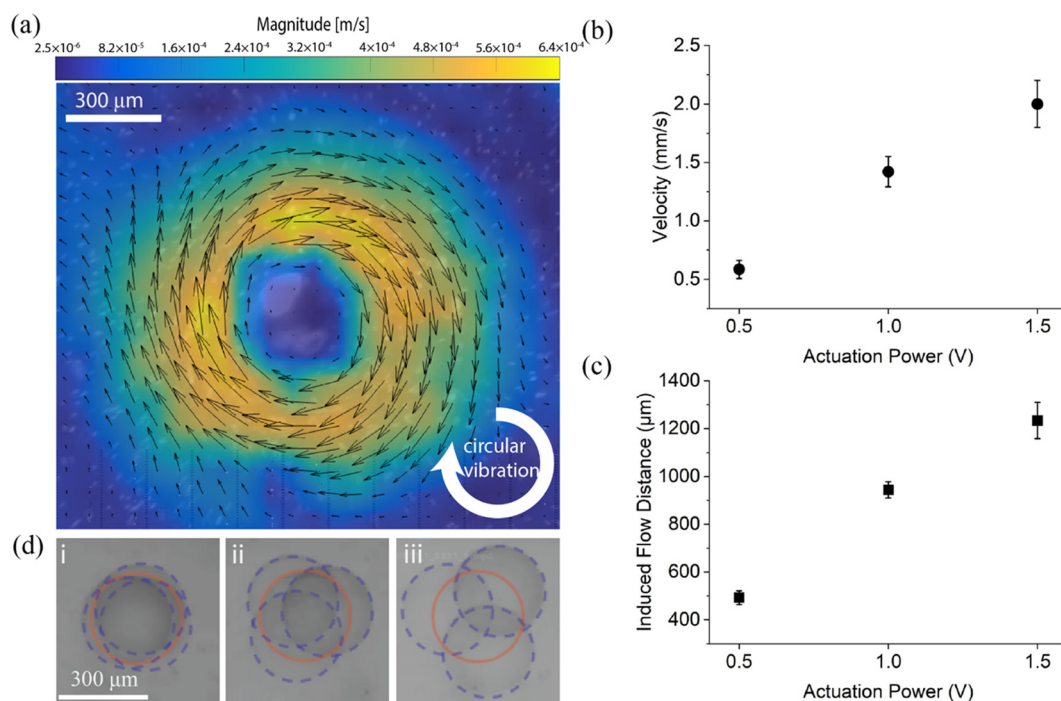 (a)
Magnitude [m/s]
2.5×10⁻⁶ 8.2×10⁻⁵ 1.6×10⁻⁴ 2.4×10⁻⁴ 3.2×10⁻⁴ 4×10⁻⁴ 4.8×10⁻⁴ 5.6×10⁻⁴ 6.4×10⁻⁴
300 μm
circular
vibration
(b)
2.5
2.0
1.5
1.0
0.5
Velocity (mm/s)
0.5 1.0 1.5
Actuation Power (V)
(c)
1400
1200
1000
800
600
400
Induced Flow Distance (μm)
0.5 1.0 1.5
Actuation Power (V)
(d)
i ii iii
300 μm